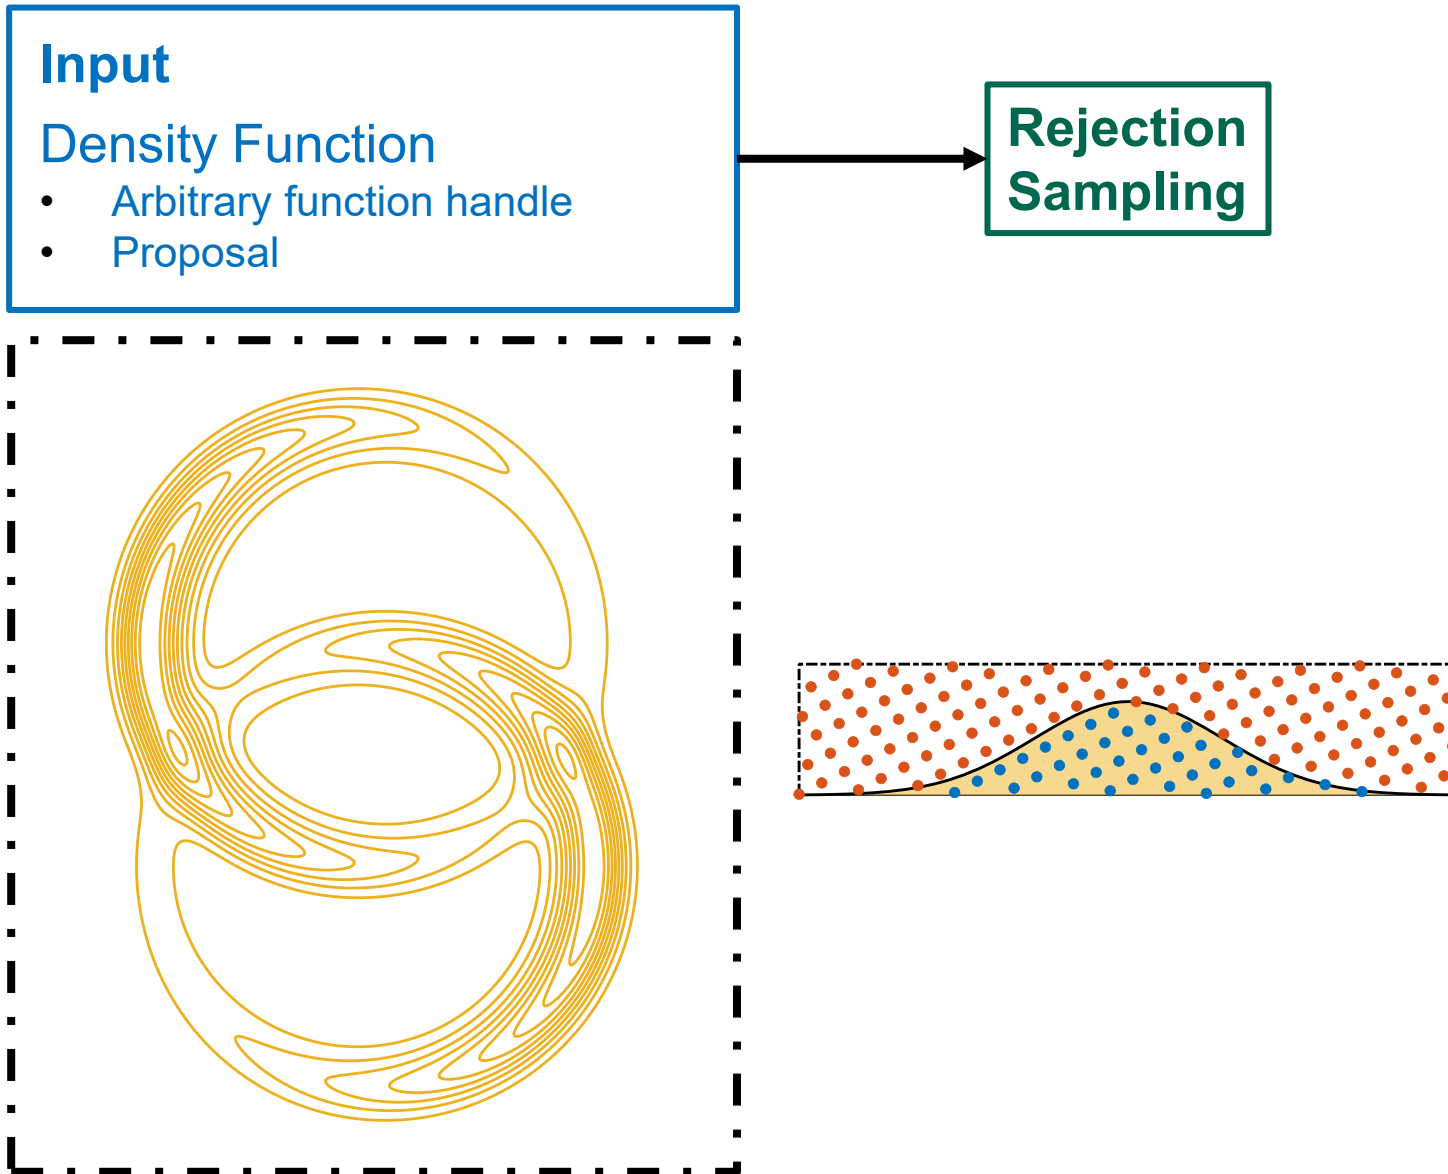 Input
Density Function
• Arbitrary function handle
• Proposal
Rejection
Sampling